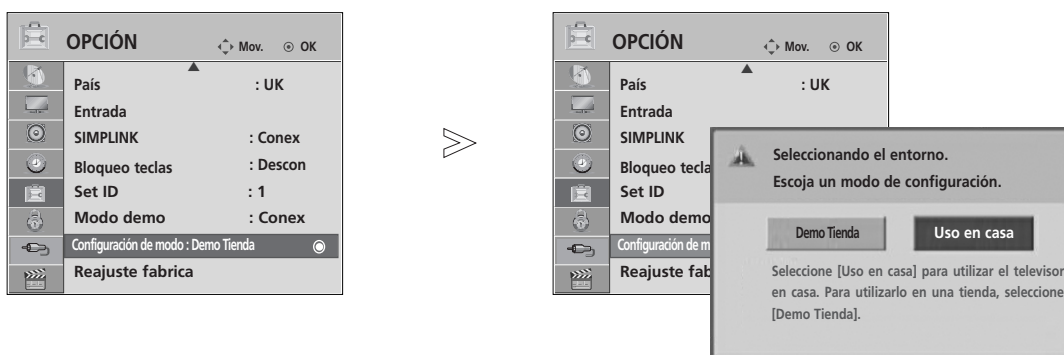 OPCIÓN Mov. OK
País : UK
Entrada
SIMPLINK : Conex
Bloqueo teclas : Descon
Set ID : 1
Modo demo : Conex
Configuración de modo : Demo Tienda
Reajuste fabrica
OPCIÓN Mov. OK
País : UK
Entrada
SIMPLINK
Bloqueo tecla
Set ID
Modo demo
Configuración de m
Reajuste fab
Seleccionando el entorno.
Escoja un modo de configuración.
Demo Tienda Uso en casa
Seleccione [Uso en casa] para utilizar el televisor
en casa. Para utilizarlo en una tienda, seleccione
[Demo Tienda].